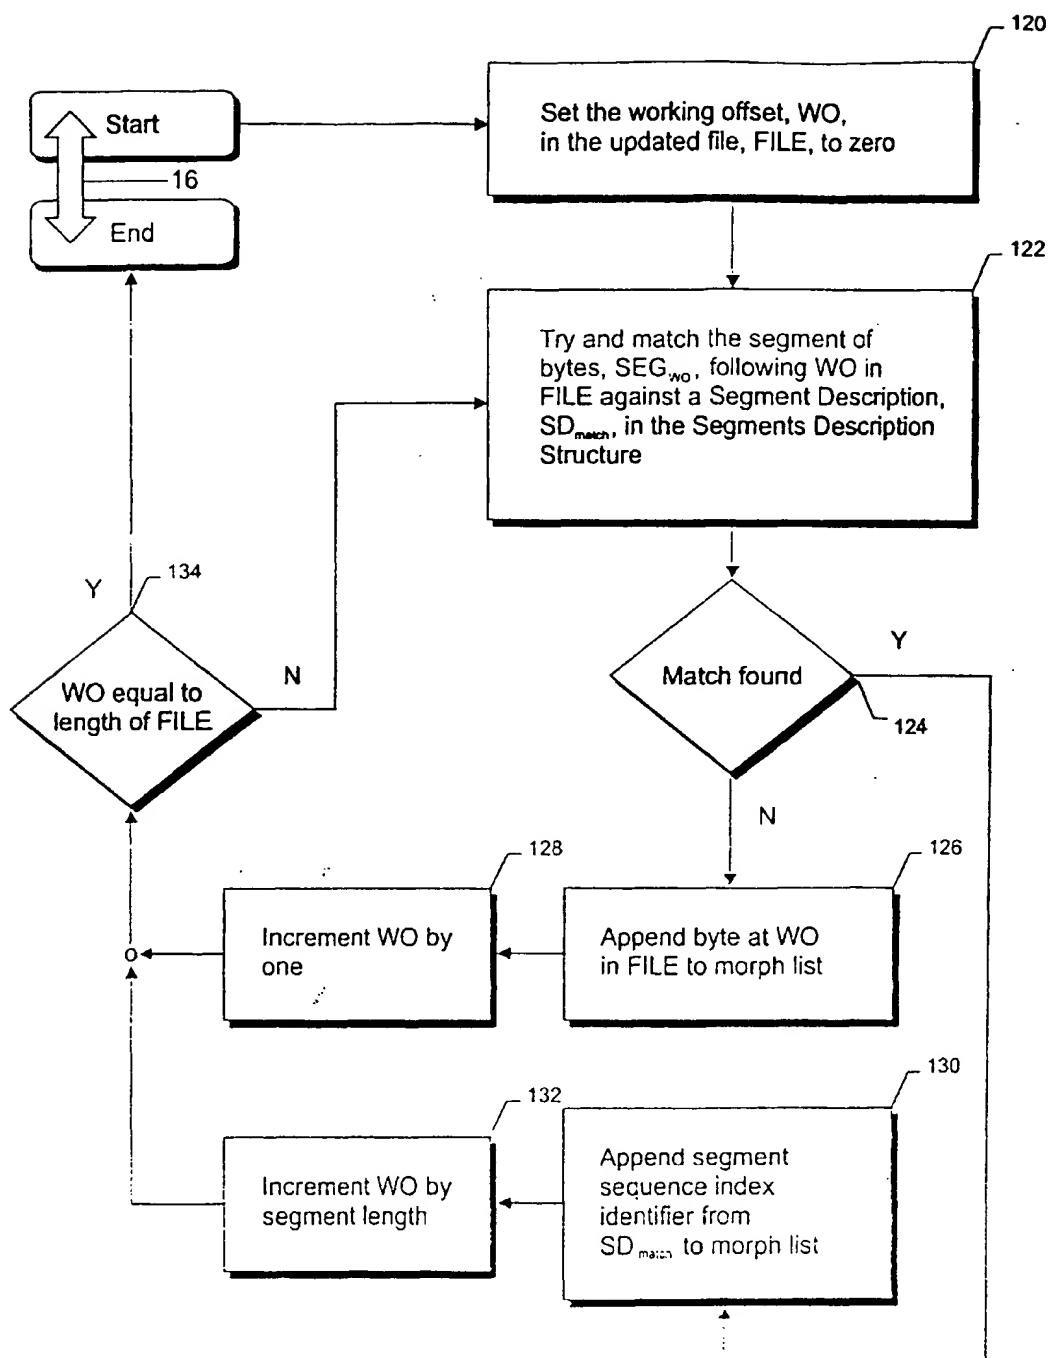 120
Set the working offset, WO,
in the updated file, FILE, to zero
Start
16
End
122
Try and match the segment of
bytes, SEGWO, following WO in
FILE against a Segment Description,
SDmatch, in the Segments Description
Structure
134
Y
WO equal to
length of FILE
N
Match found
Y
124
N
128
Increment WO by
one
126
Append byte at WO
in FILE to morph list
o
132
Increment WO by
segment length
130
Append segment
sequence index
identifier from
SD match to morph list